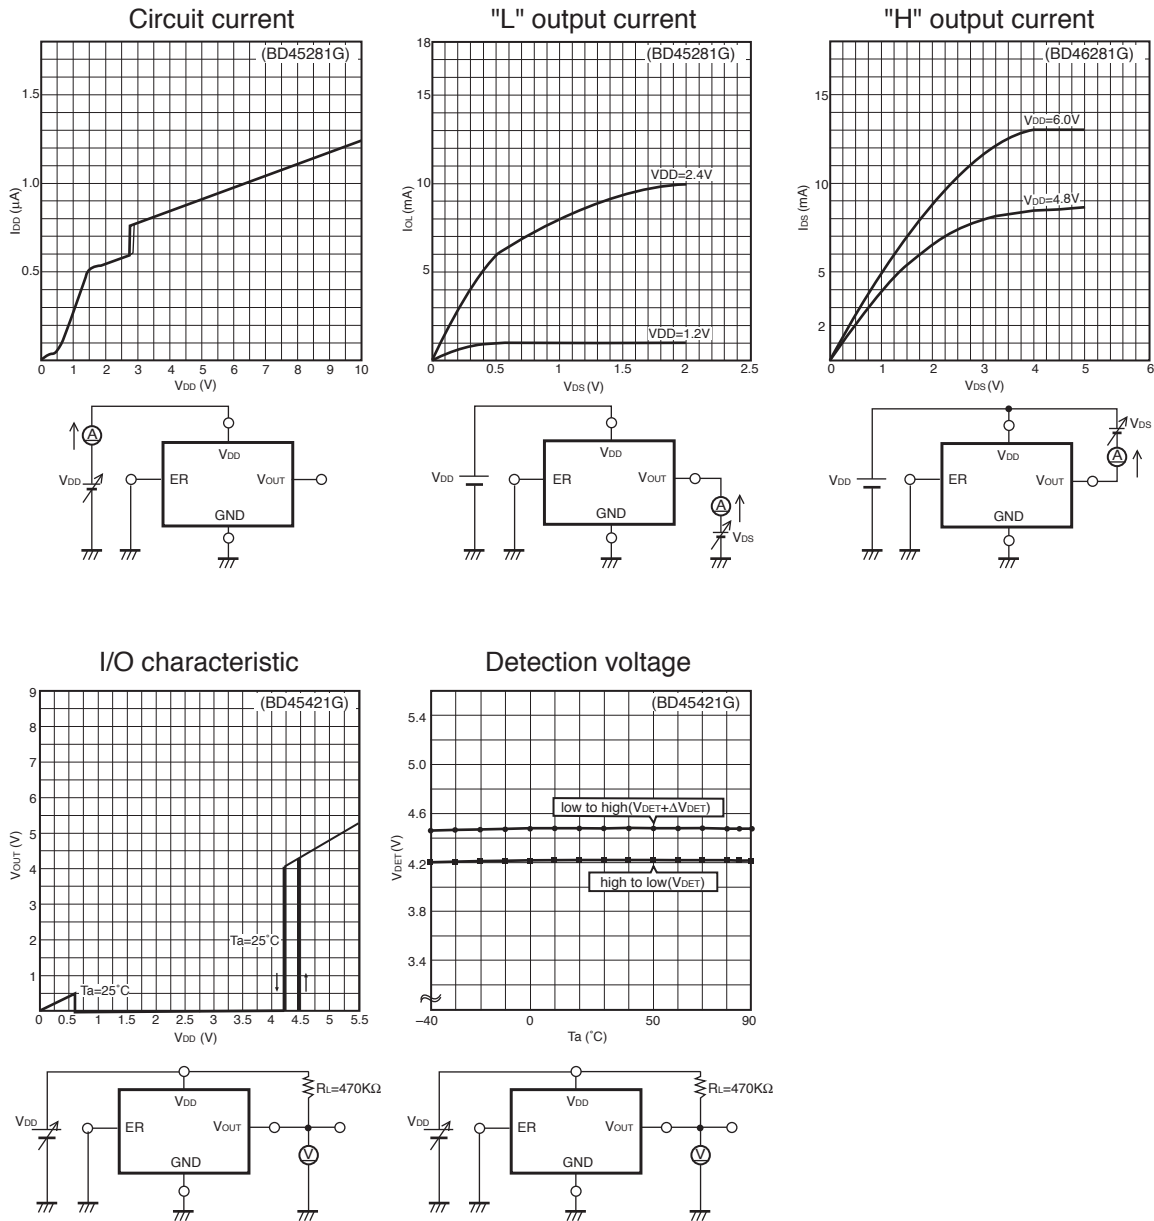 Circuit current
(BD45281G)
1.5
1.0
0.5
IDD (µA)
0 1 2 3 4 5 6 7 8 9 10
VDD (V)
A
VDD
VDD
ER
VOUT
GND
"L" output current
(BD45281G)
18
15
10
5
IOL (mA)
VDD=2.4V
VDD=1.2V
0 0.5 1 1.5 2 2.5
VDS (V)
VDD
VDD
ER
VOUT
GND
A
VDS
"H" output current
(BD46281G)
15
10
5
2
IDS (mA)
VDD=6.0V
VDD=4.8V
0 1 2 3 4 5 6
VDS (V)
VDD
VDD
ER
VOUT
GND
VDS
A
I/O characteristic
(BD45421G)
9
8
7
6
5
4
3
2
1
VOUT (V)
Ta=25°C
Ta=25°C
0 0.5 1 1.5 2 2.5 3 3.5 4 4.5 5 5.5
VDD (V)
RL=470KΩ
VDD
VDD
ER
VOUT
GND
V
Detection voltage
(BD45421G)
5.4
5.0
4.6
4.2
3.8
3.4
VDET (V)
low to high(VDET+ΔVDET)
high to low(VDET)
−40 0 50 90
Ta (°C)
RL=470KΩ
VDD
VDD
ER
VOUT
GND
V